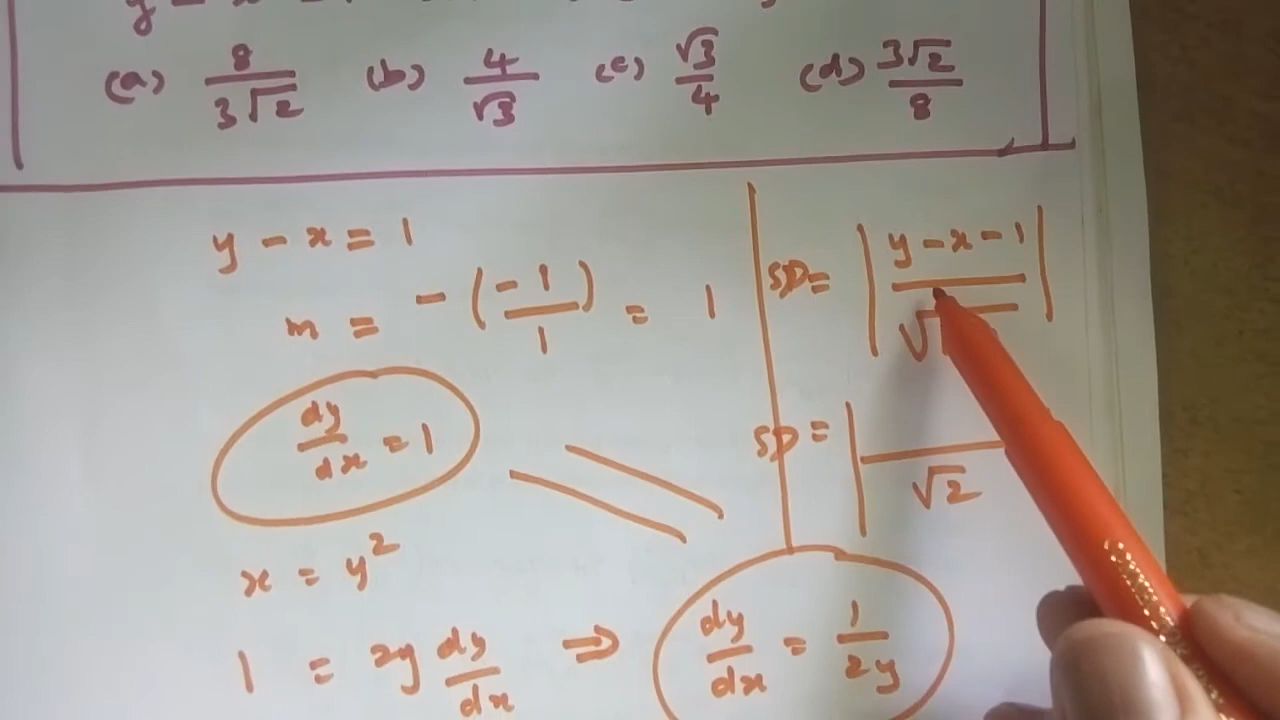 y - x
(a) 8/3√2 (b) 4/√3 (c) √3/4 (d) 3√2/8
y - x = 1
m = -(-1/1) = 1
dy/dx = 1
x = y²
1 = 2y dy/dx ⇒ dy/dx = 1/2y
SD = |y - x - 1/√
SD = | /√2